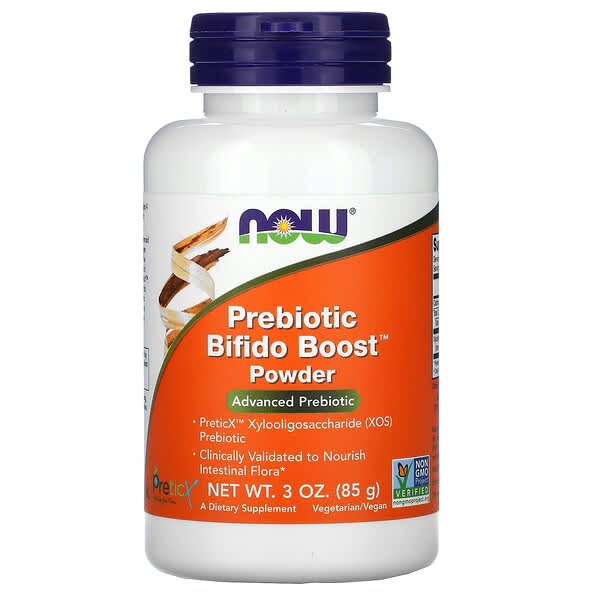 NOW®
Prebiotic
Bifido Boost™
Powder
Advanced Prebiotic
• PreticX™ Xylooligosaccharide (XOS)
Prebiotic
• Clinically Validated to Nourish
Intestinal Flora*
PreticX
NET WT. 3 OZ. (85 g)
A Dietary Supplement
Vegetarian/Vegan
NON
GMO
Project
VERIFIED
nongmoproject.org